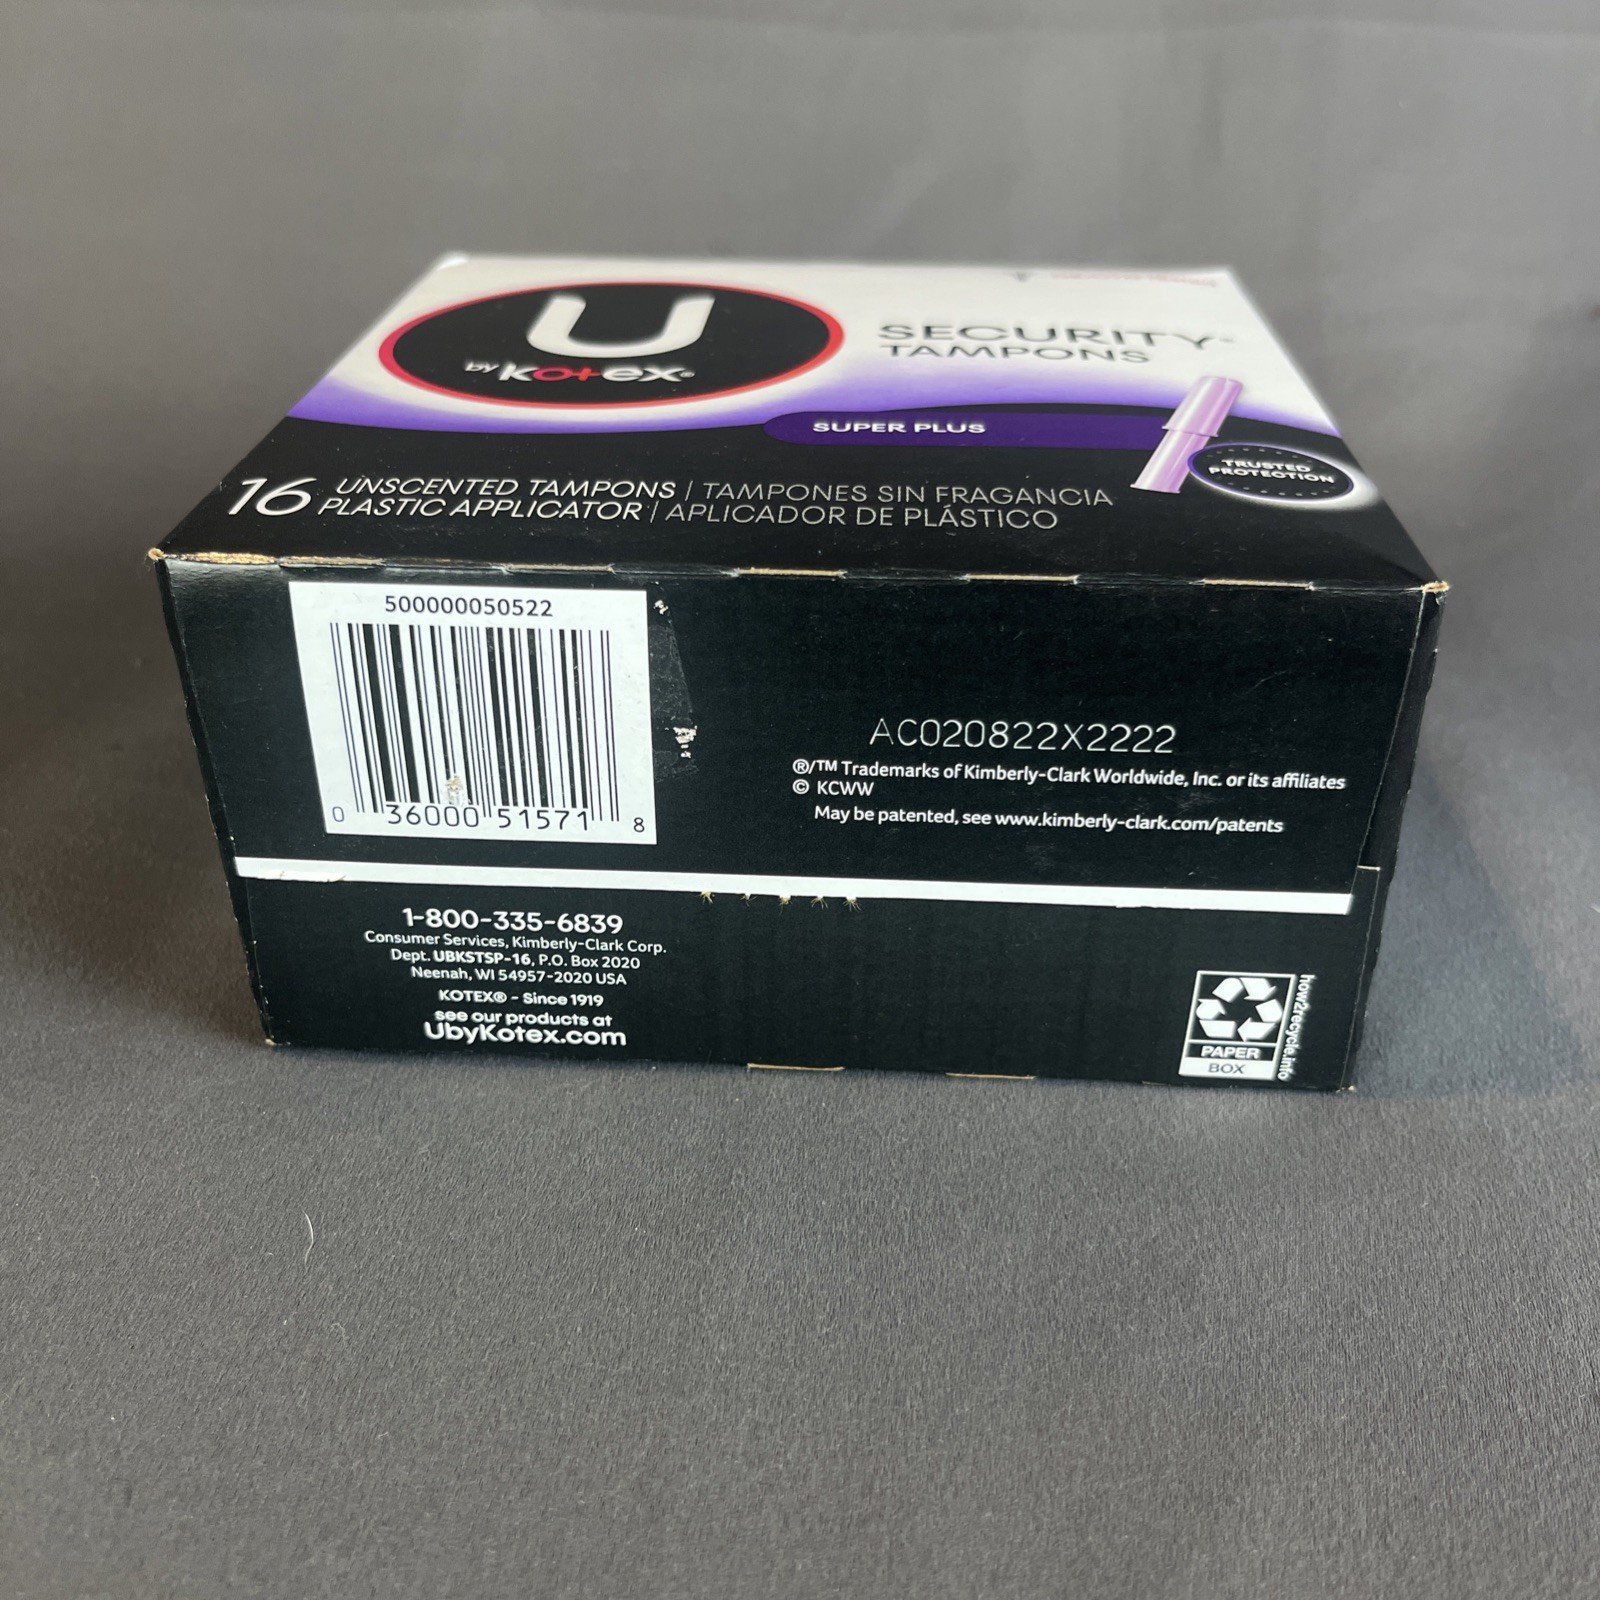 U
by Kotex®
SECURITY®
TAMPONS
SUPER PLUS
TRUSTED
PROTECTION
16 UNSCENTED TAMPONS | TAMPONES SIN FRAGANCIA
PLASTIC APPLICATOR | APLICADOR DE PLÁSTICO
500000050522
0 36000 51571 8
AC020822X2222
®/™ Trademarks of Kimberly-Clark Worldwide, Inc. or its affiliates
© KCWW
May be patented, see www.kimberly-clark.com/patents
1-800-335-6839
Consumer Services, Kimberly-Clark Corp.
Dept. UBKSTSP-16, P.O. Box 2020
Neenah, WI 54957-2020 USA
KOTEX® - Since 1919
see our products at
UbyKotex.com
PAPER
BOX
how2recycle.info